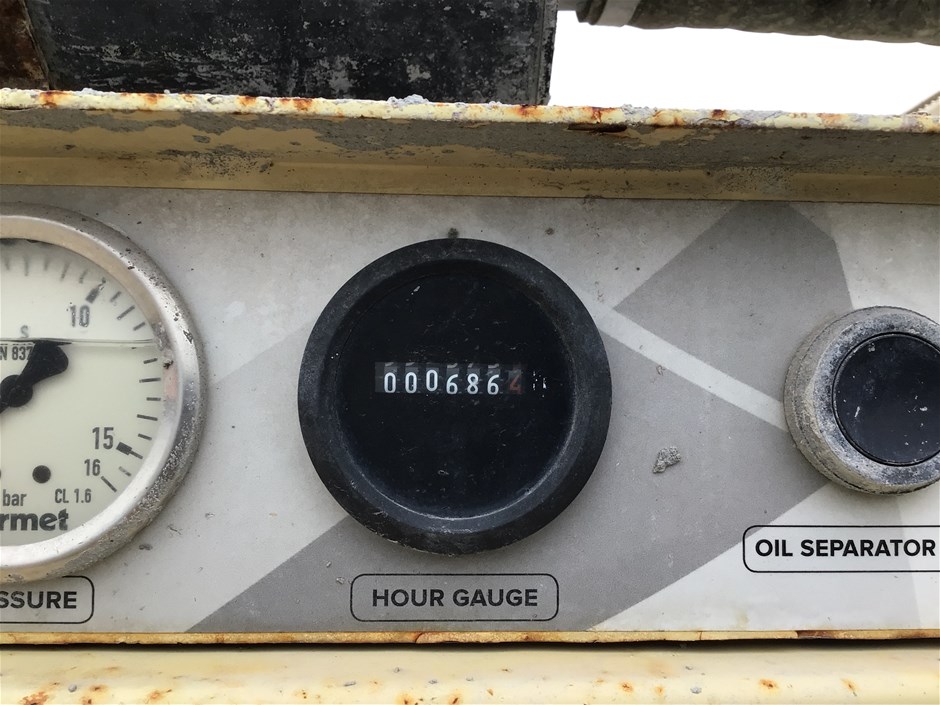 10
S
15
16
bar
CL 1.6
rmet
SSURE
0006862
h
HOUR GAUGE
OIL SEPARATOR